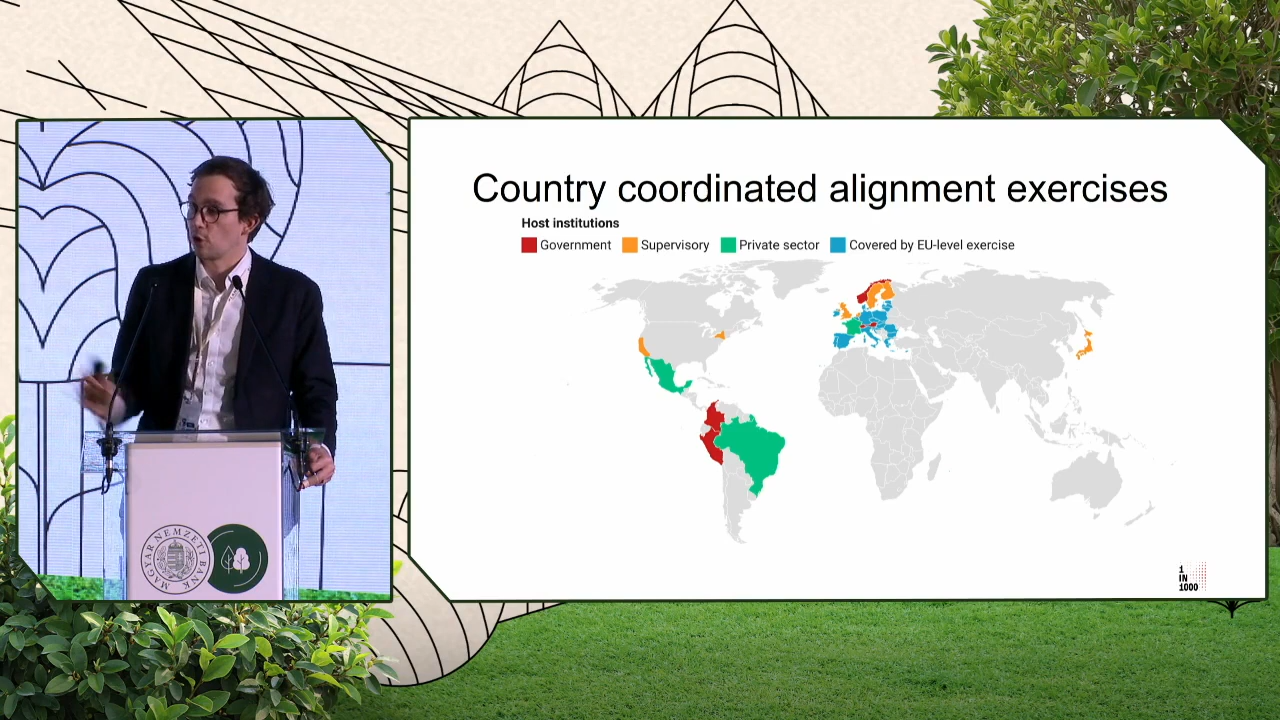 Country coordinated alignment exercises
Host institutions
Government Supervisory Private sector Covered by EU-level exercise
MAGYAR NEMZETI BANK
1
IN
1000